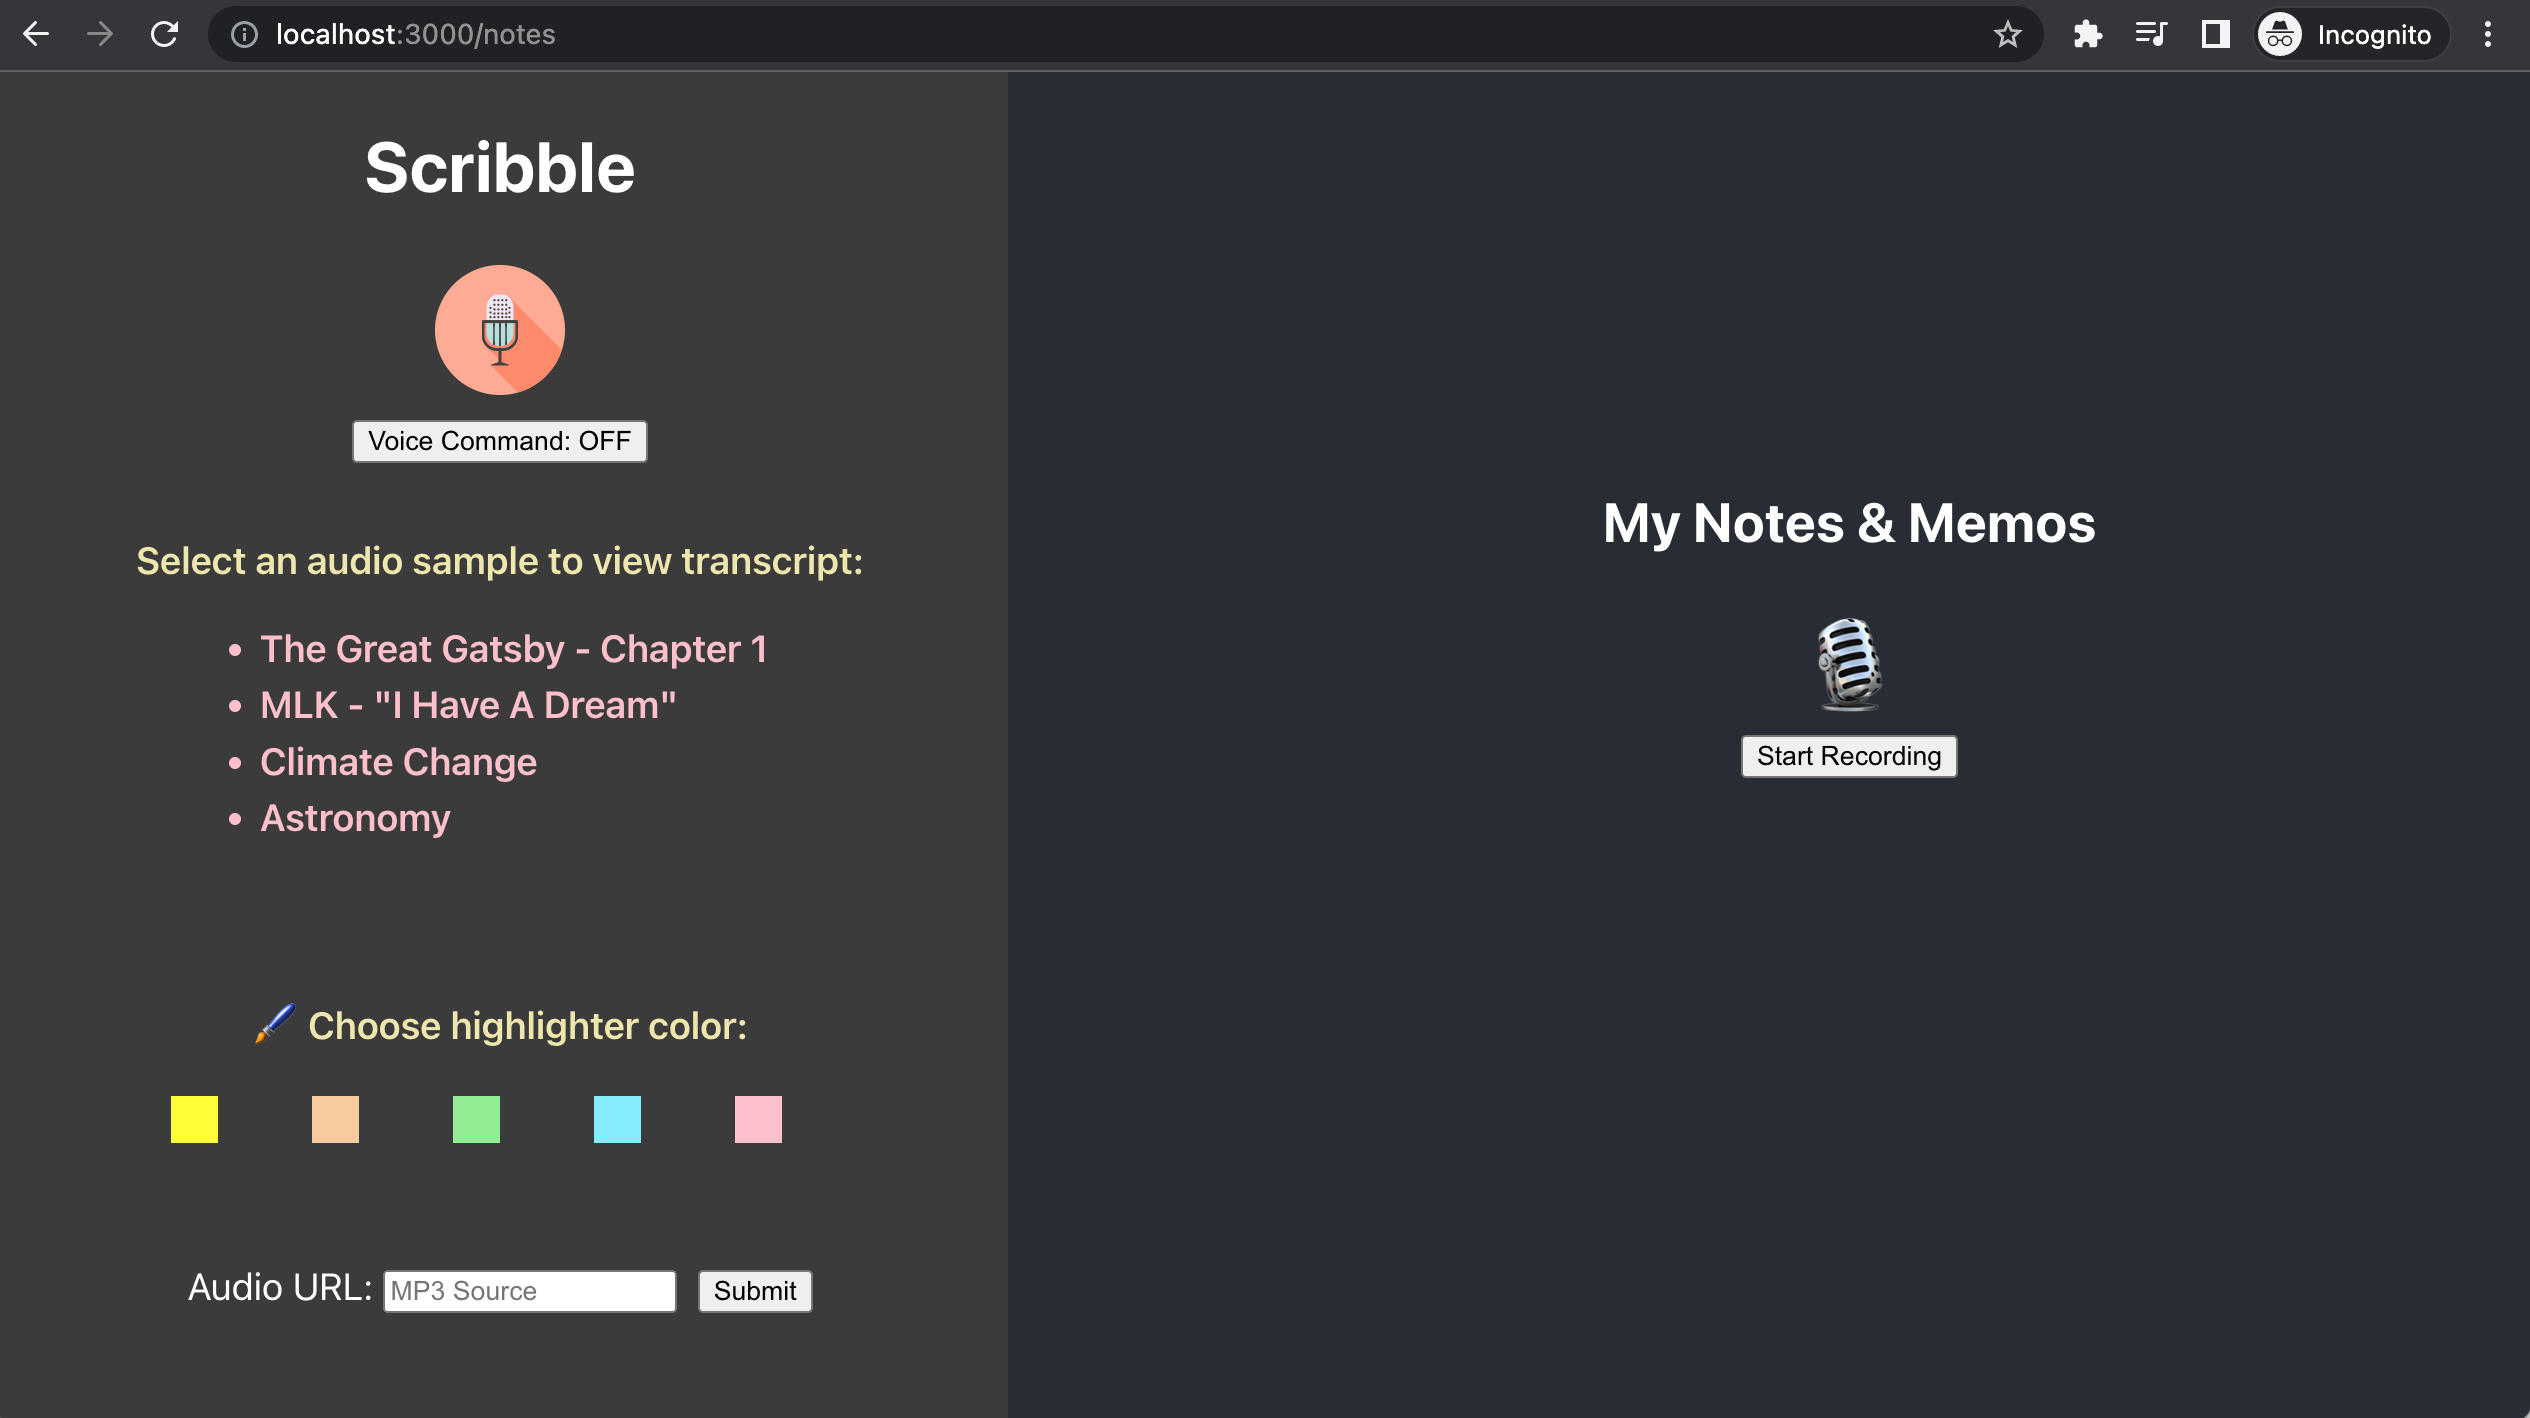 localhost:3000/notes
Incognito
Scribble
Voice Command: OFF
Select an audio sample to view transcript:
• The Great Gatsby - Chapter 1
• MLK - "I Have A Dream"
• Climate Change
• Astronomy
🖌️ Choose highlighter color:
Audio URL: MP3 Source Submit
My Notes & Memos
Start Recording